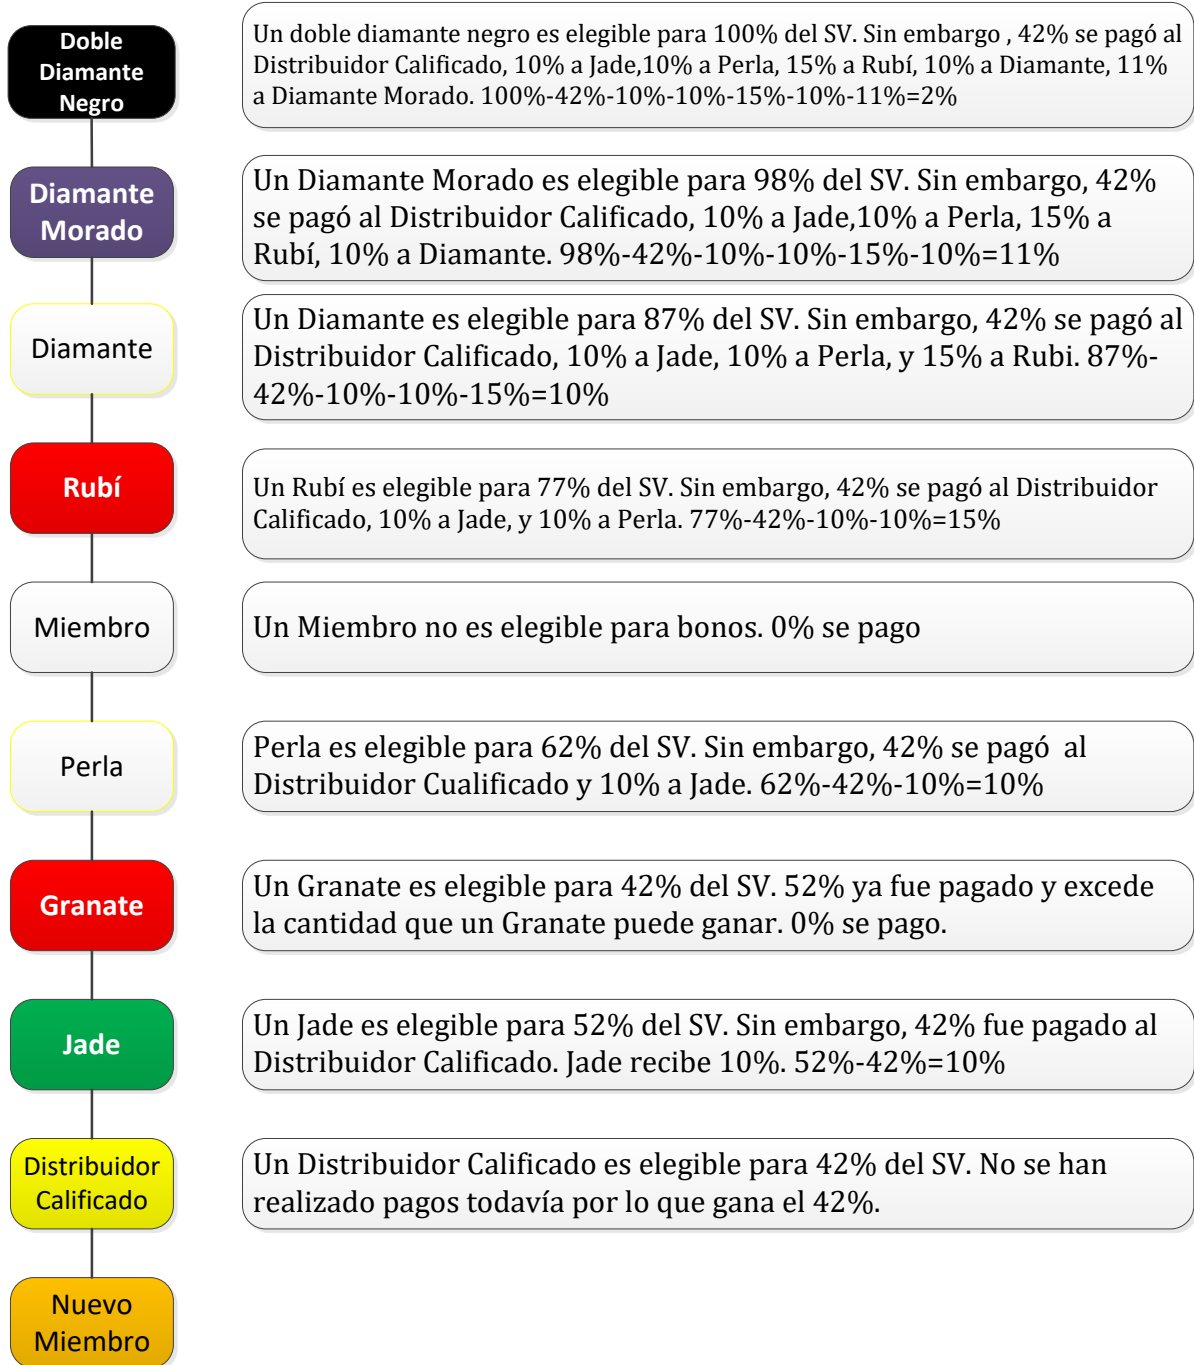 Doble
Diamante
Negro
Un doble diamante negro es elegible para 100% del SV. Sin embargo , 42% se pagó al
Distribuidor Calificado, 10% a Jade,10% a Perla, 15% a Rubí, 10% a Diamante, 11%
a Diamante Morado. 100%-42%-10%-10%-15%-10%-11%=2%
Diamante
Morado
Un Diamante Morado es elegible para 98% del SV. Sin embargo, 42%
se pagó al Distribuidor Calificado, 10% a Jade,10% a Perla, 15% a
Rubí, 10% a Diamante. 98%-42%-10%-10%-15%-10%=11%
Diamante
Un Diamante es elegible para 87% del SV. Sin embargo, 42% se pagó al
Distribuidor Calificado, 10% a Jade, 10% a Perla, y 15% a Rubi. 87%-
42%-10%-10%-15%=10%
Rubí
Un Rubí es elegible para 77% del SV. Sin embargo, 42% se pagó al Distribuidor
Calificado, 10% a Jade, y 10% a Perla. 77%-42%-10%-10%=15%
Miembro
Un Miembro no es elegible para bonos. 0% se pago
Perla
Perla es elegible para 62% del SV. Sin embargo, 42% se pagó  al
Distribuidor Cualificado y 10% a Jade. 62%-42%-10%=10%
Granate
Un Granate es elegible para 42% del SV. 52% ya fue pagado y excede
la cantidad que un Granate puede ganar. 0% se pago.
Jade
Un Jade es elegible para 52% del SV. Sin embargo, 42% fue pagado al
Distribuidor Calificado. Jade recibe 10%. 52%-42%=10%
Distribuidor
Calificado
Un Distribuidor Calificado es elegible para 42% del SV. No se han
realizado pagos todavía por lo que gana el 42%.
Nuevo
Miembro